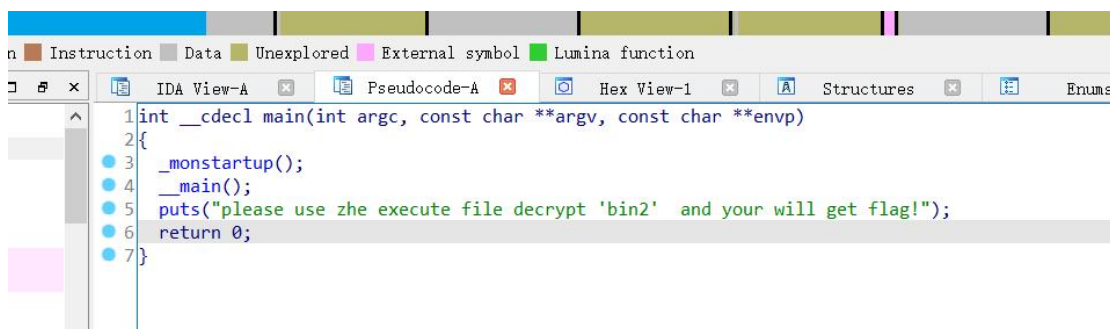 n Instruction Data Unexplored External symbol Lumina function
IDA View-A Pseudocode-A Hex View-1 Structures Enums
1 int __cdecl main(int argc, const char **argv, const char **envp)
2 {
3 _monstartup();
4 __main();
5 puts("please use zhe execute file decrypt 'bin2'  and your will get flag!");
6 return 0;
7 }